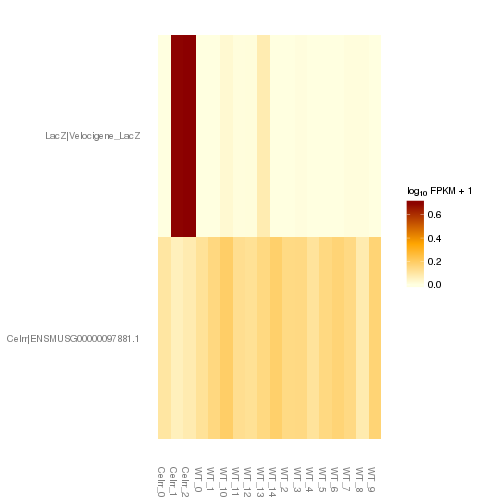 LacZ|Velocigene_LacZ
Celrr|ENSMUSG00000097881.1
log10 FPKM + 1
0.6
0.4
0.2
0.0
Celrr_0
Celrr_1
Celrr_2
WT_0
WT_1
WT_10
WT_11
WT_12
WT_13
WT_14
WT_2
WT_3
WT_4
WT_5
WT_6
WT_7
WT_8
WT_9